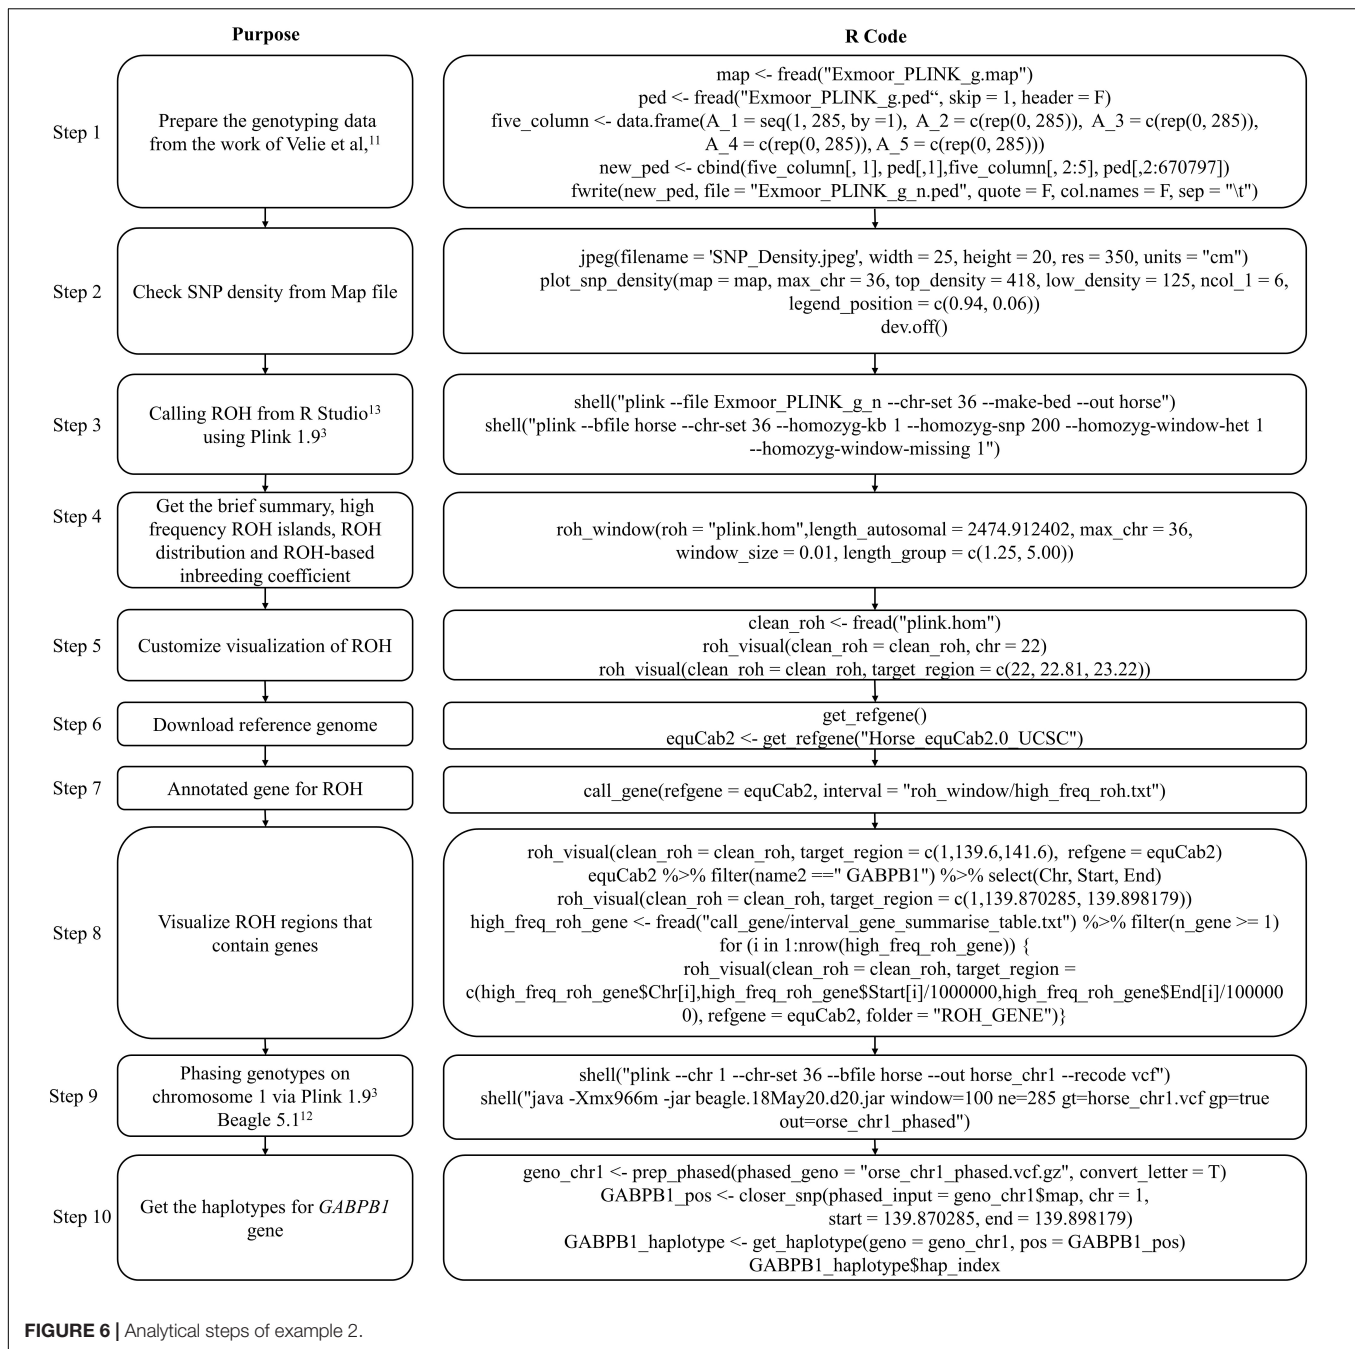 Purpose
R Code
Step 1
Prepare the genotyping data
from the work of Velie et al,11
map <- fread("Exmoor_PLINK_g.map")
ped <- fread("Exmoor_PLINK_g.ped“, skip = 1, header = F)
five_column <- data.frame(A_1 = seq(1, 285, by =1), A_2 = c(rep(0, 285)), A_3 = c(rep(0, 285)),
A_4 = c(rep(0, 285)), A_5 = c(rep(0, 285)))
new_ped <- cbind(five_column[, 1], ped[,1],five_column[, 2:5], ped[,2:670797])
fwrite(new_ped, file = "Exmoor_PLINK_g_n.ped", quote = F, col.names = F, sep = "\t")
Step 2
Check SNP density from Map file
jpeg(filename = 'SNP_Density.jpeg', width = 25, height = 20, res = 350, units = "cm")
plot_snp_density(map = map, max_chr = 36, top_density = 418, low_density = 125, ncol_1 = 6,
legend_position = c(0.94, 0.06))
dev.off()
Step 3
Calling ROH from R Studio13
using Plink 1.93
shell("plink --file Exmoor_PLINK_g_n --chr-set 36 --make-bed --out horse")
shell("plink --bfile horse --chr-set 36 --homozyg-kb 1 --homozyg-snp 200 --homozyg-window-het 1
--homozyg-window-missing 1")
Step 4
Get the brief summary, high
frequency ROH islands, ROH
distribution and ROH-based
inbreeding coefficient
roh_window(roh = "plink.hom",length_autosomal = 2474.912402, max_chr = 36,
window_size = 0.01, length_group = c(1.25, 5.00))
Step 5
Customize visualization of ROH
clean_roh <- fread("plink.hom")
roh_visual(clean_roh = clean_roh, chr = 22)
roh_visual(clean_roh = clean_roh, target_region = c(22, 22.81, 23.22))
Step 6
Download reference genome
get_refgene()
equCab2 <- get_refgene("Horse_equCab2.0_UCSC")
Step 7
Annotated gene for ROH
call_gene(refgene = equCab2, interval = "roh_window/high_freq_roh.txt")
Step 8
Visualize ROH regions that
contain genes
roh_visual(clean_roh = clean_roh, target_region = c(1,139.6,141.6), refgene = equCab2)
equCab2 %>% filter(name2 ==" GABPB1") %>% select(Chr, Start, End)
roh_visual(clean_roh = clean_roh, target_region = c(1,139.870285, 139.898179))
high_freq_roh_gene <- fread("call_gene/interval_gene_summarise_table.txt") %>% filter(n_gene >= 1)
for (i in 1:nrow(high_freq_roh_gene)) {
roh_visual(clean_roh = clean_roh, target_region =
c(high_freq_roh_gene$Chr[i],high_freq_roh_gene$Start[i]/1000000,high_freq_roh_gene$End[i]/100000
0), refgene = equCab2, folder = "ROH_GENE")}
Step 9
Phasing genotypes on
chromosome 1 via Plink 1.93
Beagle 5.112
shell("plink --chr 1 --chr-set 36 --bfile horse --out horse_chr1 --recode vcf")
shell("java -Xmx966m -jar beagle.18May20.d20.jar window=100 ne=285 gt=horse_chr1.vcf gp=true
out=orse_chr1_phased")
Step 10
Get the haplotypes for GABPB1
gene
geno_chr1 <- prep_phased(phased_geno = "orse_chr1_phased.vcf.gz", convert_letter = T)
GABPB1_pos <- closer_snp(phased_input = geno_chr1$map, chr = 1,
start = 139.870285, end = 139.898179)
GABPB1_haplotype <- get_haplotype(geno = geno_chr1, pos = GABPB1_pos)
GABPB1_haplotype$hap_index
FIGURE 6 | Analytical steps of example 2.